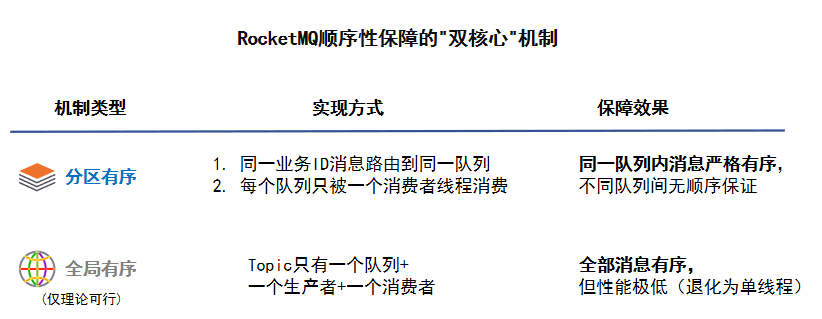 RocketMQ顺序性保障的"双核心"机制
机制类型 实现方式 保障效果
分区有序
1. 同一业务ID消息路由到同一队列
2. 每个队列只被一个消费者线程消费
同一队列内消息严格有序，
不同队列间无顺序保证
全局有序
(仅理论可行)
Topic只有一个队列+
一个生产者+一个消费者
全部消息有序，
但性能极低（退化为单线程）